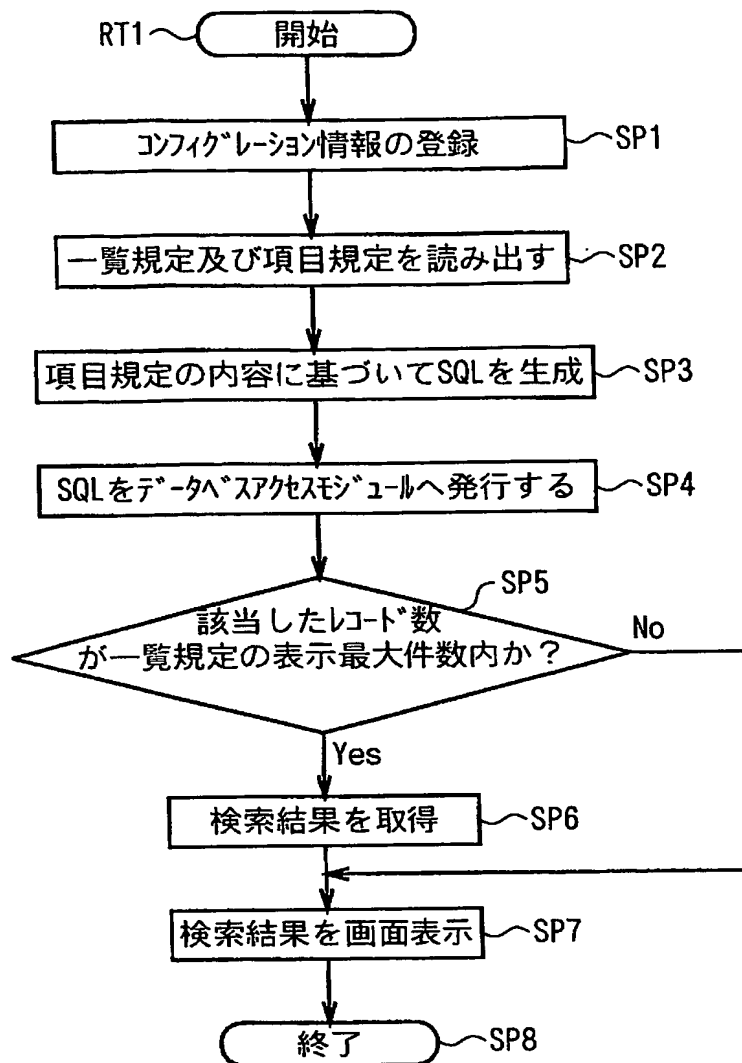 RT1 開始
コンフィグレーション情報の登録 SP1
一覧規定及び項目規定を読み出す SP2
項目規定の内容に基づいてSQLを生成 SP3
SQLをデータベスアクセスモジュールへ発行する SP4
SP5
該当したレコード数
が一覧規定の表示最大件数内か?
No
Yes
検索結果を取得 SP6
検索結果を画面表示 SP7
終了 SP8